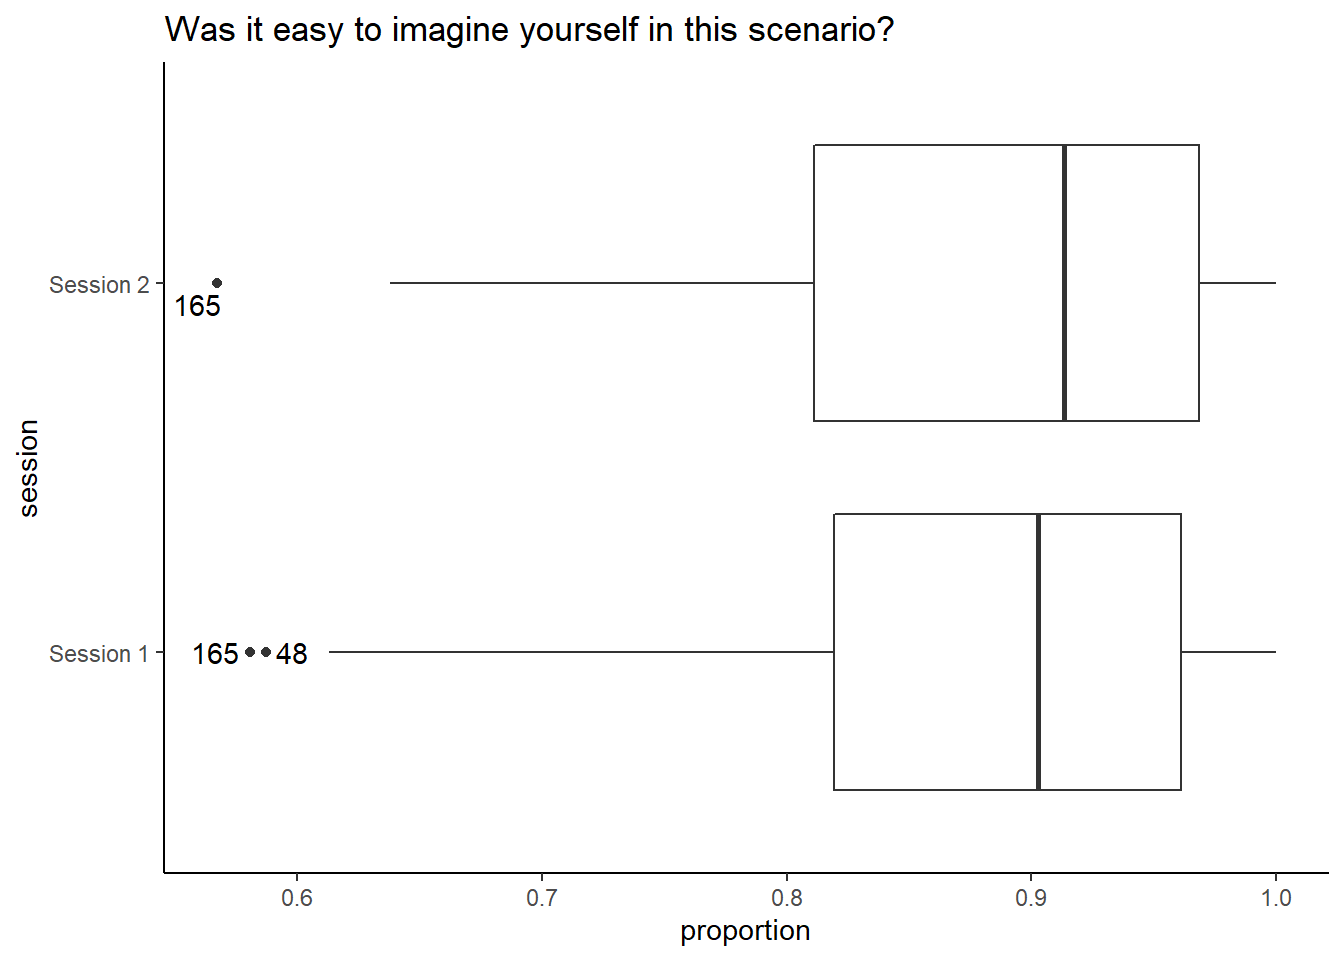 Was it easy to imagine yourself in this scenario?
session
Session 2
165
Session 1
165
48
0.6 0.7 0.8 0.9 1.0
proportion